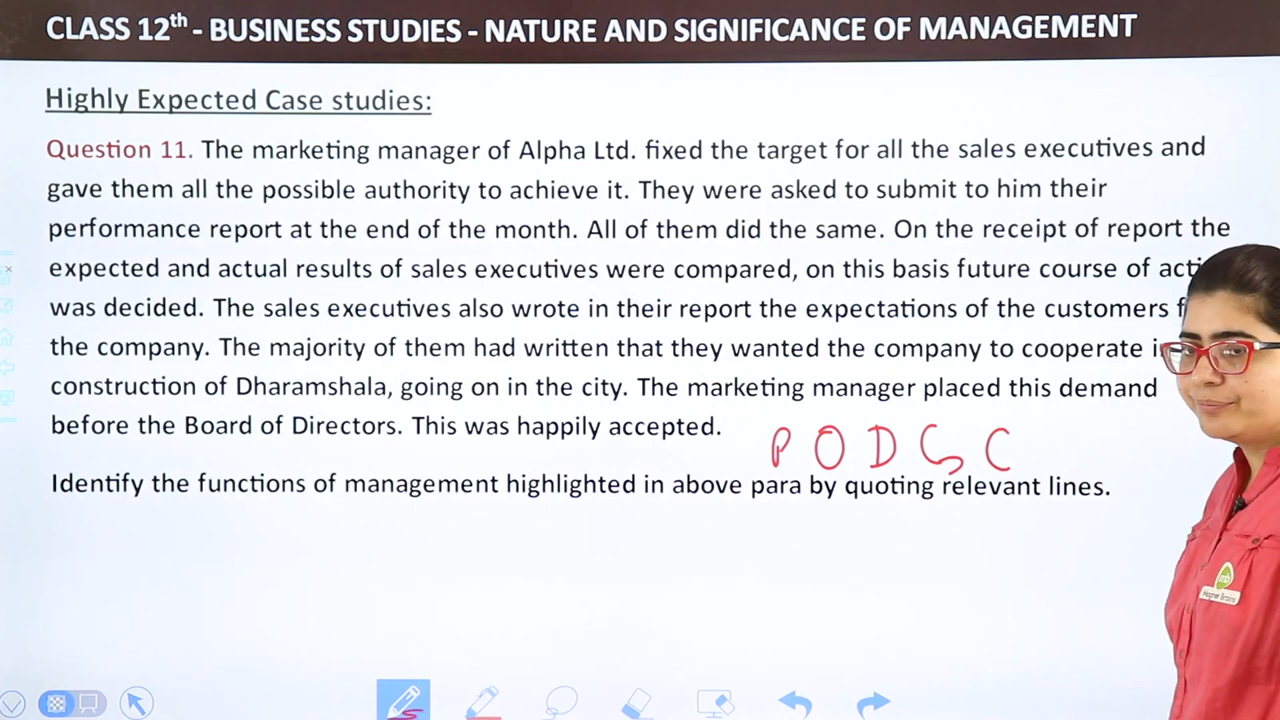 CLASS 12th - BUSINESS STUDIES - NATURE AND SIGNIFICANCE OF MANAGEMENT
Highly Expected Case studies:
Question 11. The marketing manager of Alpha Ltd. fixed the target for all the sales executives and
gave them all the possible authority to achieve it. They were asked to submit to him their
performance report at the end of the month. All of them did the same. On the receipt of report the
expected and actual results of sales executives were compared, on this basis future course of
was decided. The sales executives also wrote in their report the expectations of the customers
the company. The majority of them had written that they wanted the company to cooperate
construction of Dharamshala, going on in the city. The marketing manager placed this demand
before the Board of Directors. This was happily accepted.
P O D S C
Identify the functions of management highlighted in above para by quoting relevant lines.
mb
Magnet Brains